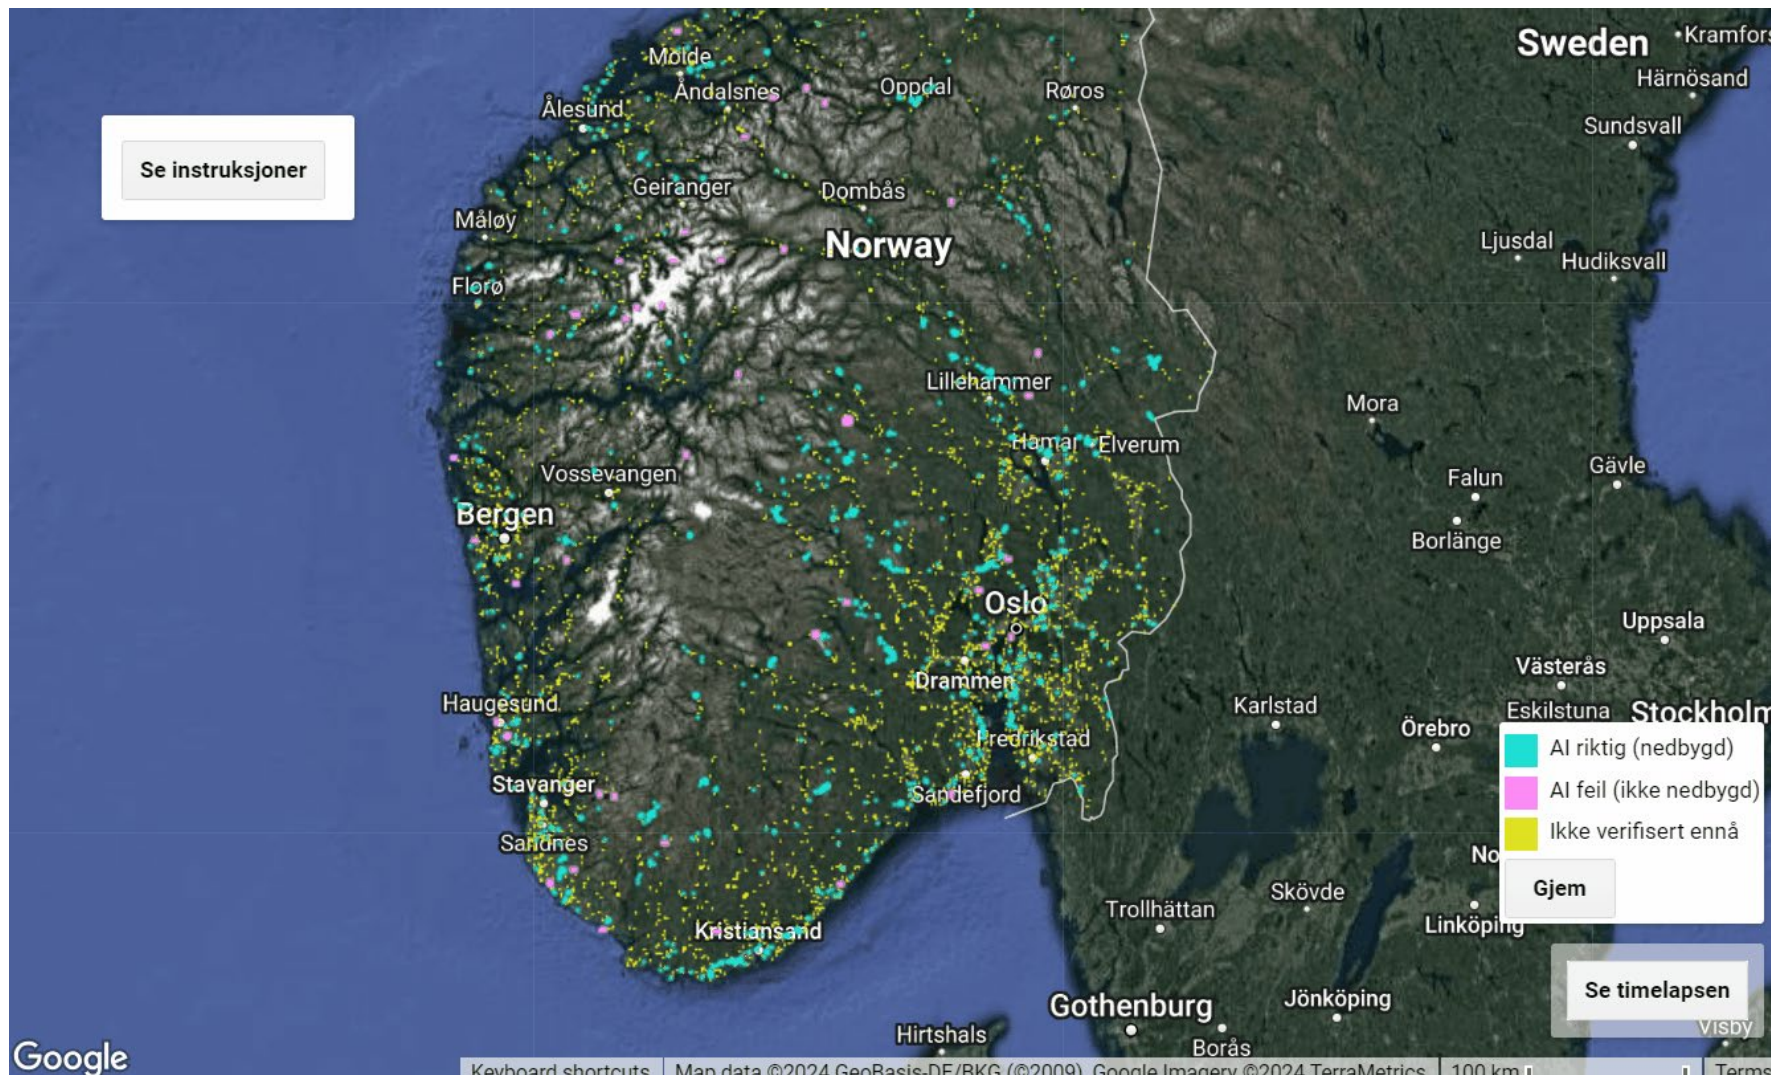 Sweden
Kramfors
Molde
Härnösand
Åndalsnes
Oppdal
Røros
Ålesund
Sundsvall
Se instruksjoner
Geiranger
Dombås
Måløy
Norway
Ljusdal
Hudiksvall
Florø
Lillehammer
Mora
Hamar
Elverum
Vossevangen
Falun
Gävle
Bergen
Borlänge
Oslo
Uppsala
Västerås
Drammen
Haugesund
Karlstad
Eskilstuna
Stockholm
Örebro
Fredrikstad
AI riktig (nedbygd)
Stavanger
Sandefjord
AI feil (ikke nedbygd)
Ikke verifisert ennå
Sandnes
No
Gjem
Skövde
Trollhättan
Linköping
Kristiansand
Se timelapsen
Jönköping
Gothenburg
Visby
Hirtshals
Borås
Google
Keyboard shortcuts
Map data ©2024 GeoBasis-DE/BKG (©2009), Google Imagery ©2024 TerraMetrics
100 km
Terms